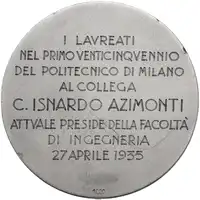 I LAVREATI
NEL PRIMO VENTICINQVENNIO
DEL POLITECNICO DI MILANO
AL COLLEGA
C. ISNARDO AZIMONTI
ATTVALE PRESIDE DELLA FACOLTÀ
DI INGEGNERIA
27 APRILE 1935